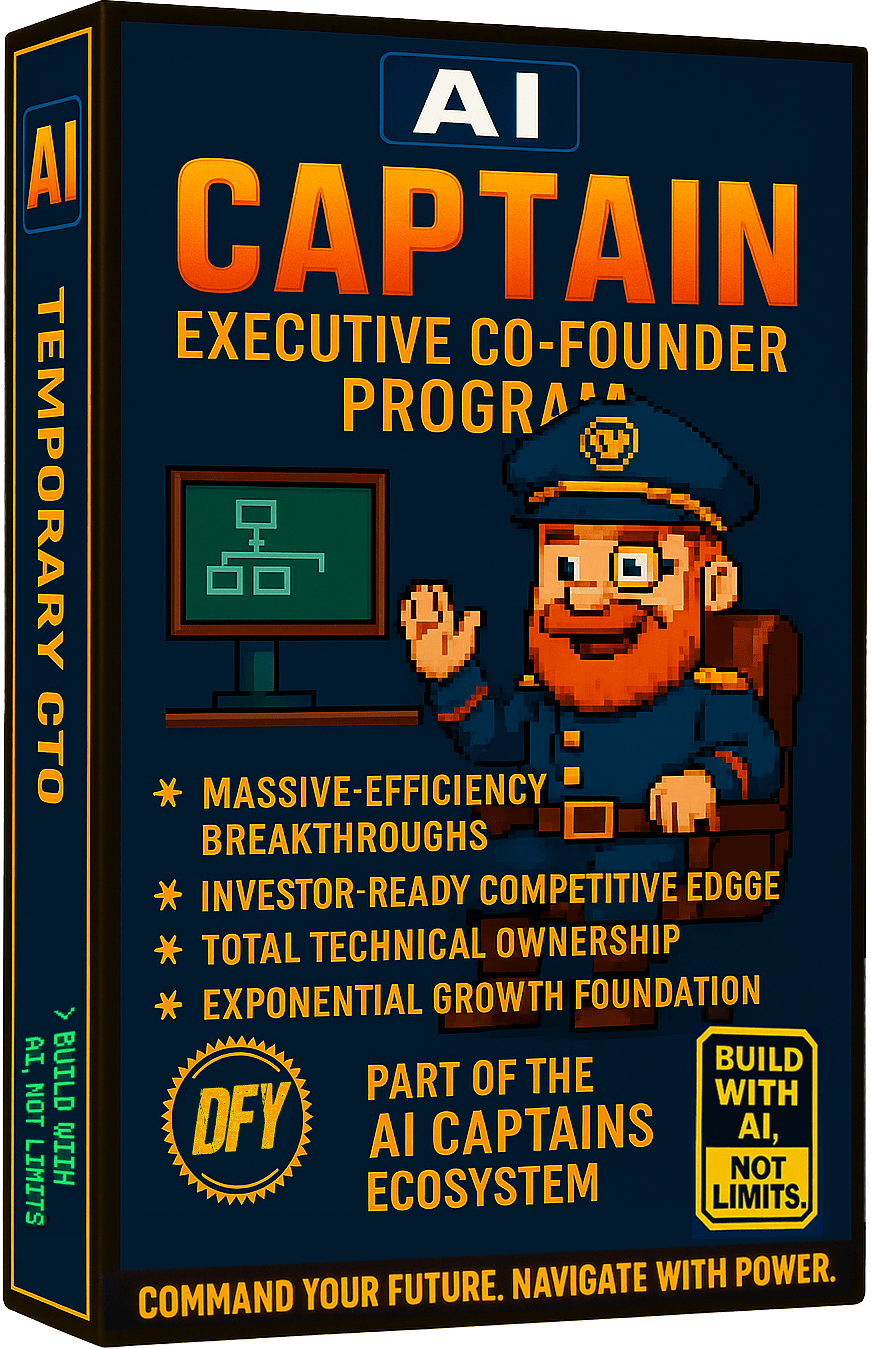 AI
TEMPORARY CTO
> BUILD WITH
AI, NOT LIMITS
AI
CAPTAIN
EXECUTIVE CO-FOUNDER
PROGRAM
* MASSIVE-EFFICIENCY
BREAKTHROUGHS
* INVESTOR-READY COMPETITIVE EDGGE
* TOTAL TECHNICAL OWNERSHIP
* EXPONENTIAL GROWTH FOUNDATION
DFY
PART OF THE
AI CAPTAINS
ECOSYSTEM
BUILD
WITH
AI,
NOT
LIMITS.
COMMAND YOUR FUTURE. NAVIGATE WITH POWER.